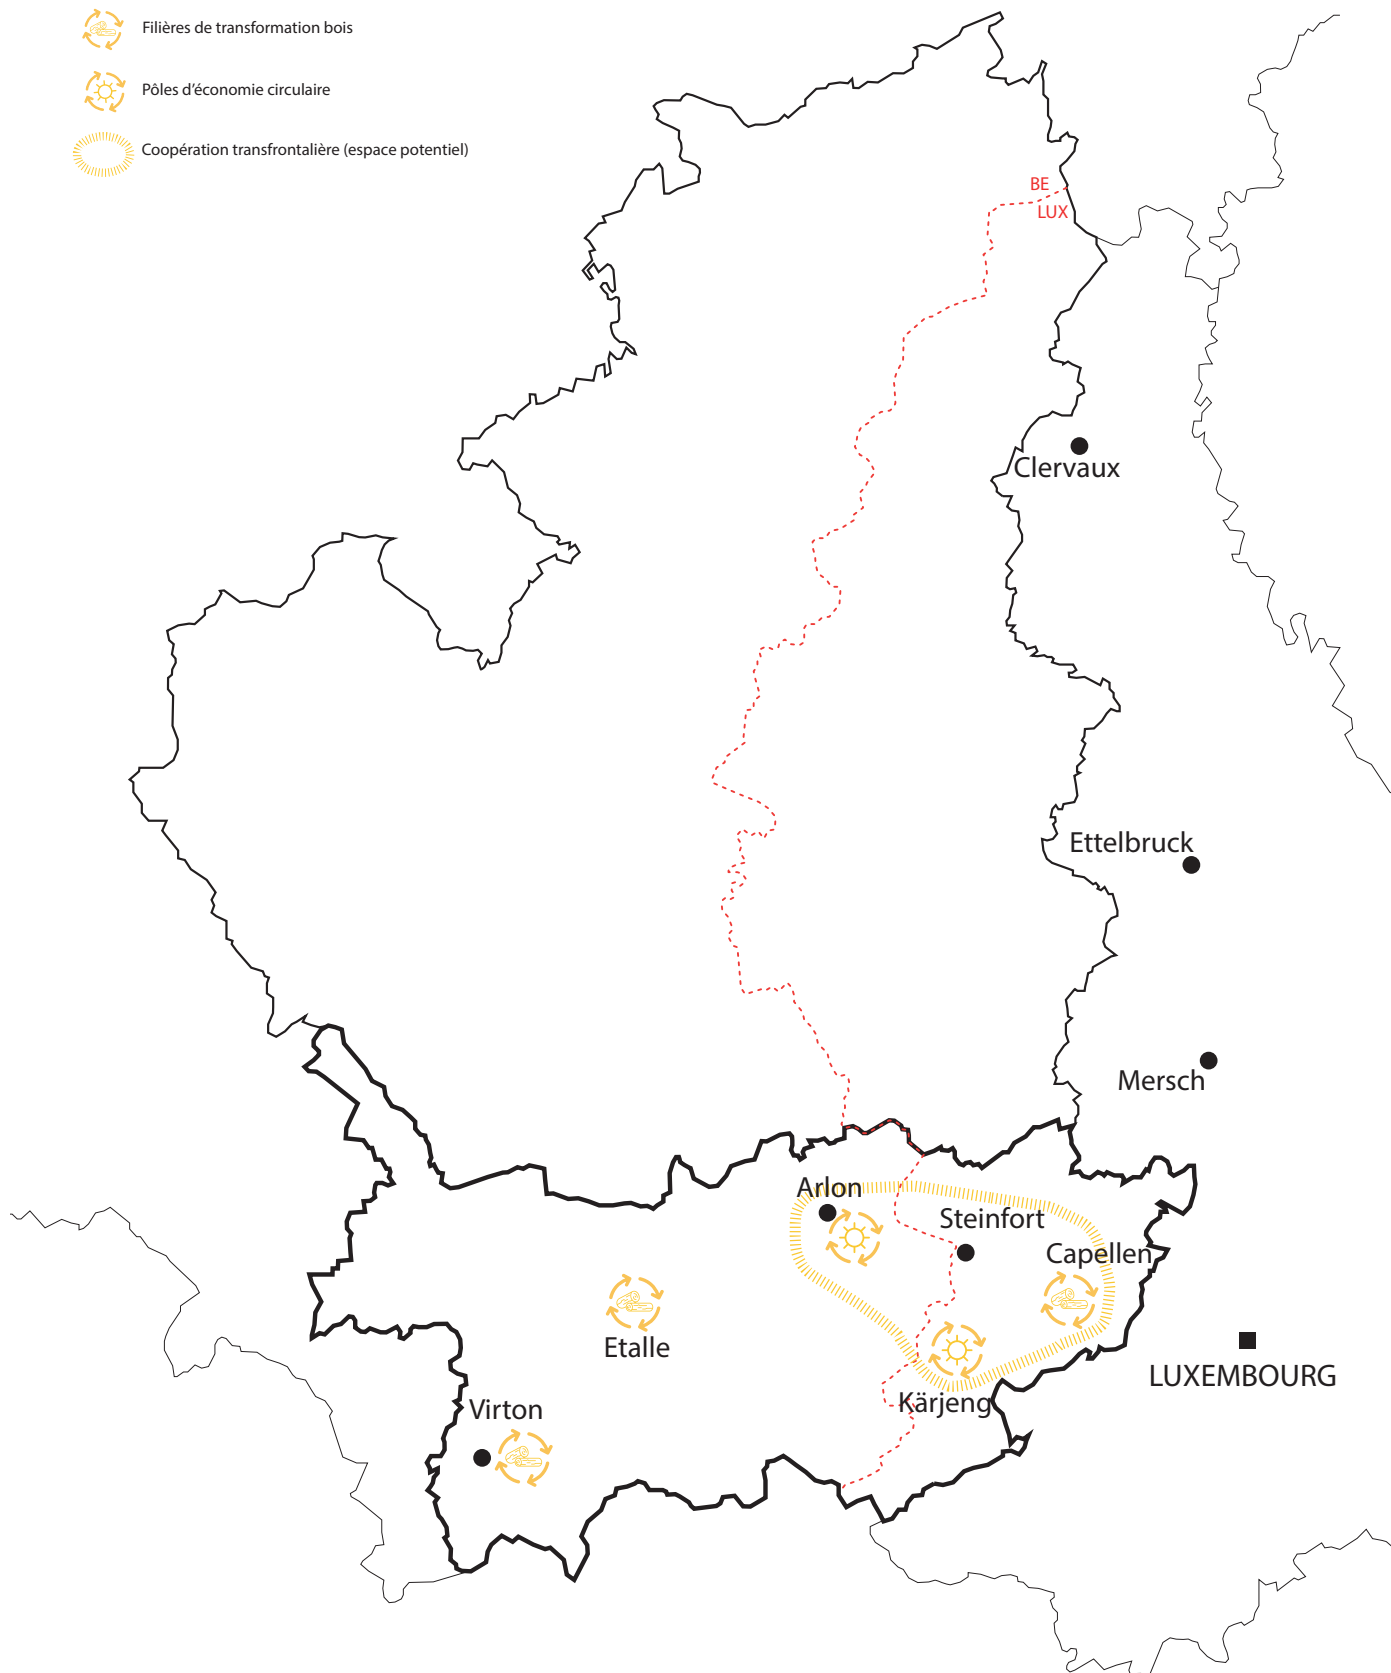 Filières de transformation bois
Pôles d'économie circulaire
Coopération transfrontalière (espace potentiel)
BE
LUX
Clervaux
Ettelbruck
Mersch
Arlon
Steinfort
Capellen
Etalle
LUXEMBOURG
Kärjeng
Virton